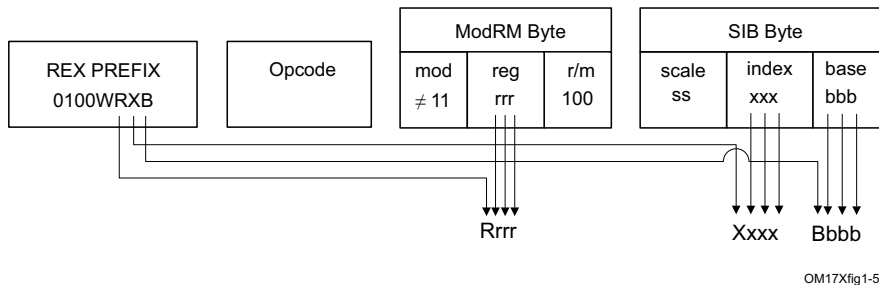 ModRM Byte
SIB Byte
REX PREFIX
0100WRXB
Opcode
mod
≠ 11
reg
rrr
r/m
100
scale
ss
index
xxx
base
bbb
Rrrr
Xxxx
Bbbb
OM17Xfig1-5